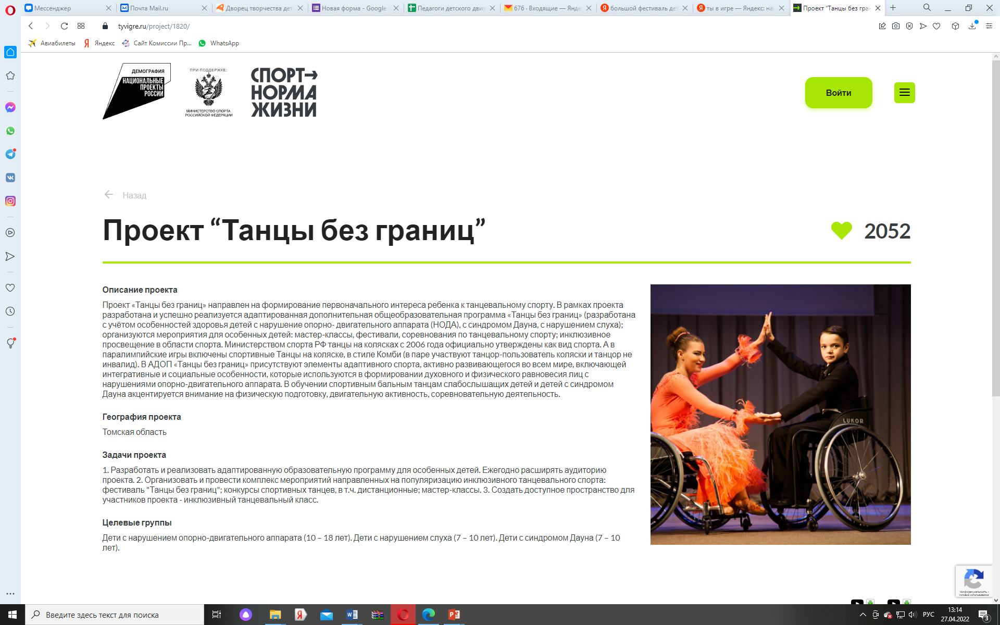 Мессенджер
Почта Mail.ru
Дворец творчества дет
Новая форма - Google
Педагоги детского движ
676 · Входящие — Янде
большой фестиваль дет
ты в игре — Яндекс: на
Проект "Танцы без гран
tyvigre.ru/project/1820/
Авиабилеты
Яндекс
Сайт Комиссии Пр...
WhatsApp
ДЕМОГРАФИЯ
НАЦИОНАЛЬНЫЕ
ПРОЕКТЫ
РОССИИ
ПРИ ПОДДЕРЖКЕ:
МИНИСТЕРСТВО СПОРТА
РОССИЙСКОЙ ФЕДЕРАЦИИ
СПОРТ→
НОРМА
ЖИЗНИ
Войти
Назад
Проект “Танцы без границ”
2052
Описание проекта
Проект «Танцы без границ» направлен на формирование первоначального интереса ребенка к танцевальному спорту. В рамках проекта
разработана и успешно реализуется адаптированная дополнительная общеобразовательная программа «Танцы без границ» (разработана
с учётом особенностей здоровья детей с нарушение опорно- двигательного аппарата (НОДА), с синдромом Дауна, с нарушением слуха);
организуются мероприятия для особенных детей: мастер-классы, фестивали, соревнования по танцевальному спорту; инклюзивное
просвещение в области спорта. Министерством спорта РФ танцы на колясках с 2006 года официально утверждены как вид спорта. А в
паралимпийские игры включены спортивные Танцы на коляске, в стиле Комби (в паре участвуют танцор-пользователь коляски и танцор не
инвалид). В АДОП «Танцы без границ» присутствуют элементы адаптивного спорта, активно развивающегося во всем мире, включающей
интегративные и социальные особенности, которые используются в формировании духовного и физического равновесия лиц с
нарушениями опорно-двигательного аппарата. В обучении спортивным бальным танцам слабослышащих детей и детей с синдромом
Дауна акцентируется внимание на физическую подготовку, двигательную активность, соревновательную деятельность.
География проекта
Томская область
Задачи проекта
1. Разработать и реализовать адаптированную образовательную программу для особенных детей. Ежегодно расширять аудиторию
проекта. 2. Организовать и провести комплекс мероприятий направленных на популяризацию инклюзивного танцевального спорта:
фестиваль "Танцы без границ"; конкурсы спортивных танцев, в т.ч. дистанционные; мастер-классы. 3. Создать доступное пространство для
участников проекта - инклюзивный танцевальный класс.
Целевые группы
Дети с нарушением опорно-двигательного аппарата (10 – 18 лет). Дети с нарушением слуха (7 – 10 лет). Дети с синдромом Дауна (7 – 10
лет).
LUKOR
Конфиденциальность -
Условия использования
Введите здесь текст для поиска
РУС
13:14
27.04.2022
3